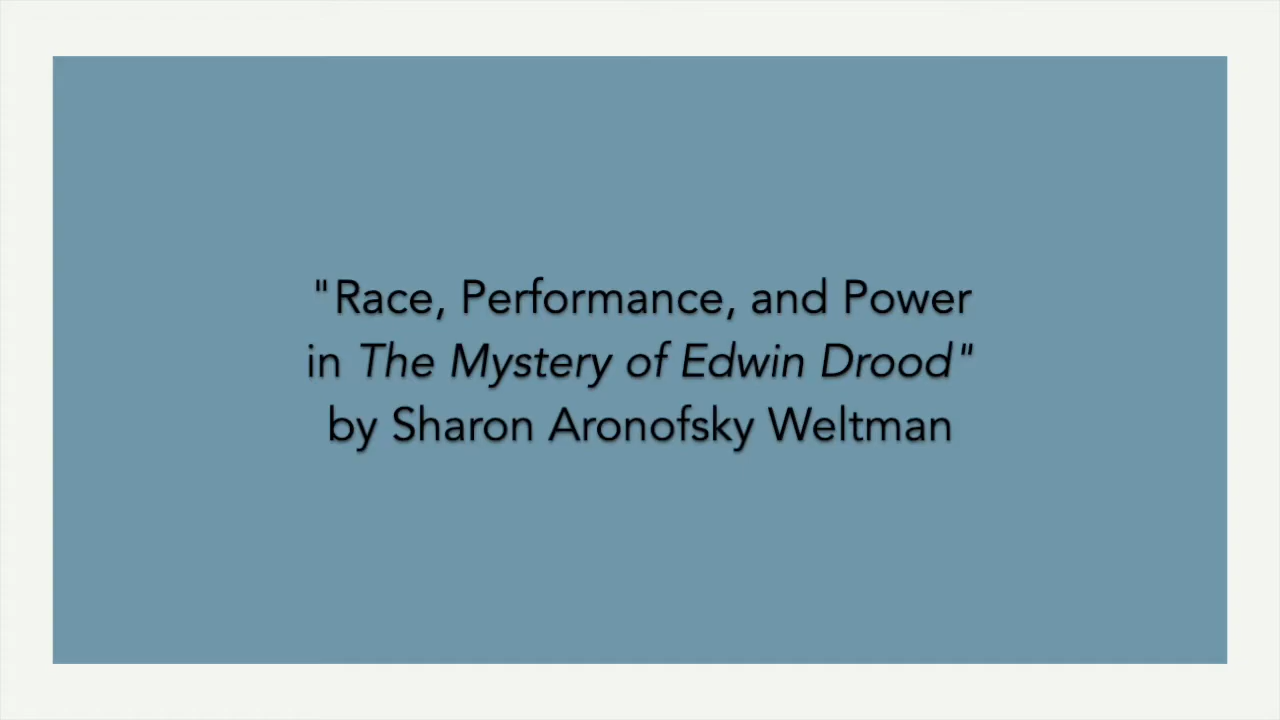 "Race, Performance, and Power
in The Mystery of Edwin Drood"
by Sharon Aronofsky Weltman